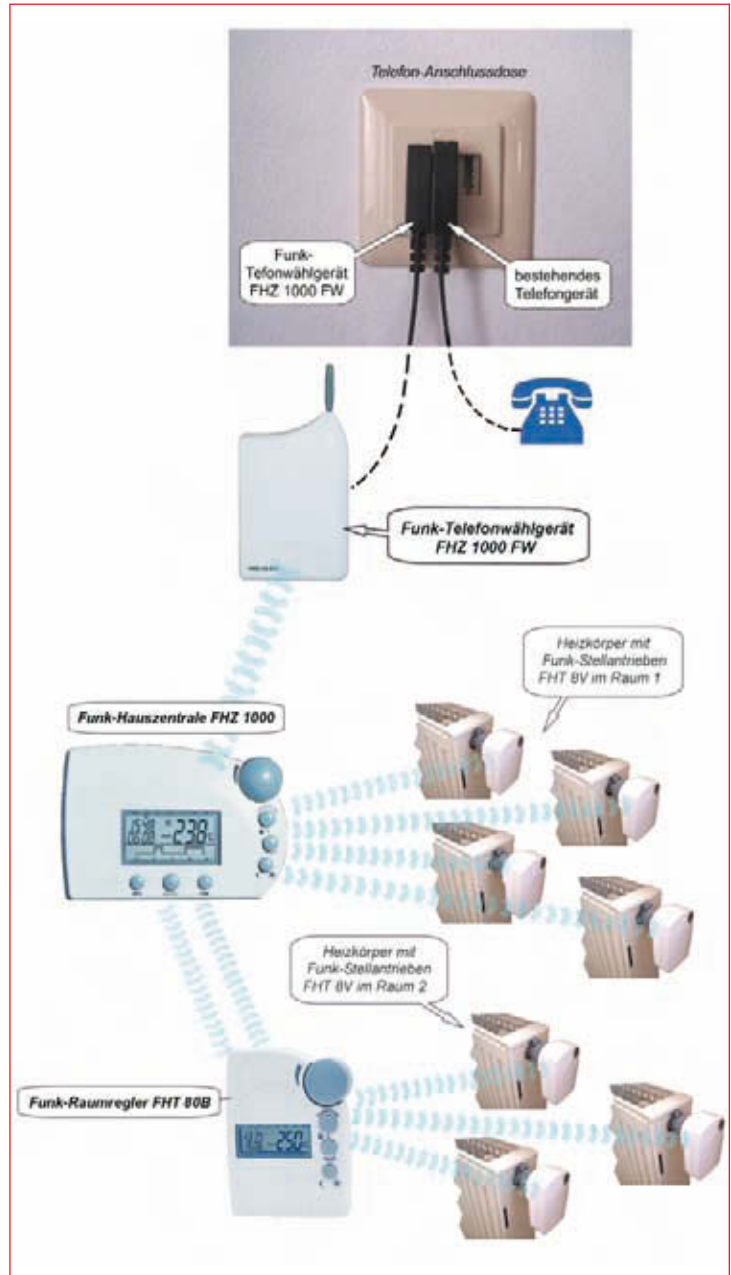 Telefon-Anschlussdose
Funk-
Tefonwählgerät
FHZ 1000 FW
bestehendes
Telefongerät
Funk-Telefonwählgerät
FHZ 1000 FW
Heizkörper mit
Funk-Stellantrieben
FHT 8V im Raum 1
Funk-Hauszentrale FHZ 1000
Heizkörper mit
Funk-Stellantrieben
FHT 8V im Raum 2
Funk-Raumregler FHT 80B